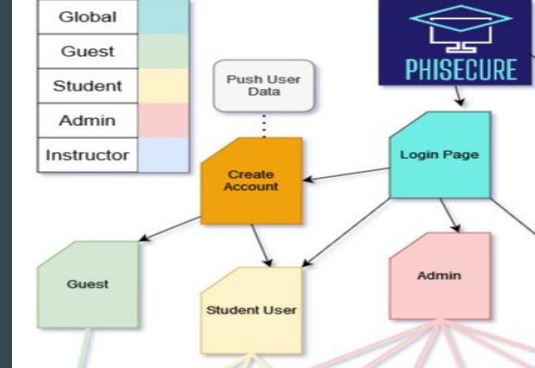 Global
Guest
Student
Admin
Instructor
Push User
Data
PHISECURE
Create
Account
Login Page
Guest
Student User
Admin